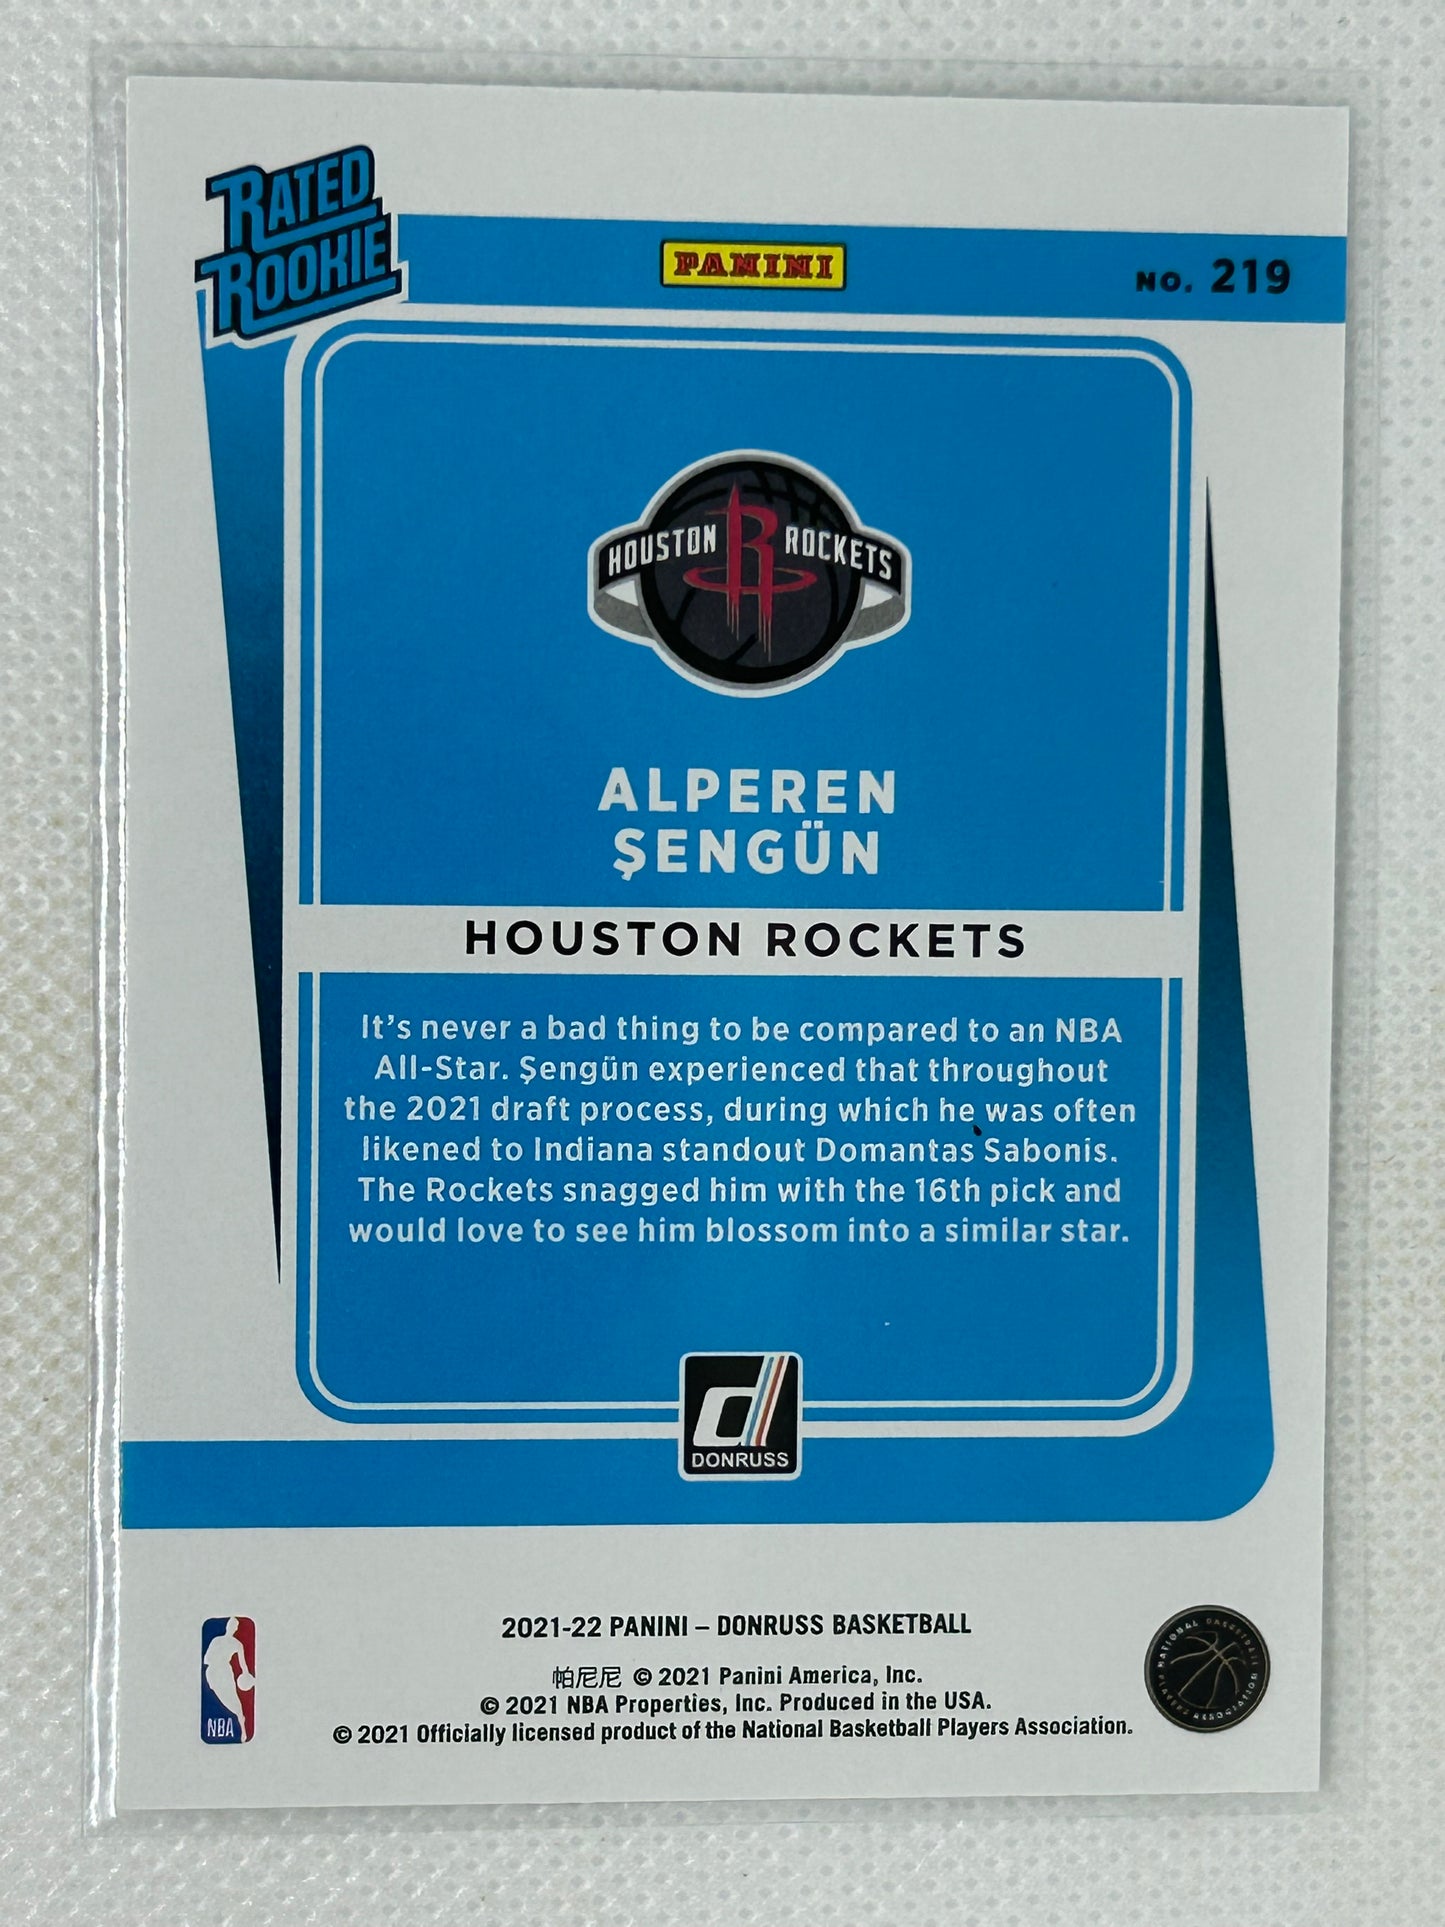 RATED
ROOKIE
PANINI
NO. 219
HOUSTON ROCKETS
ALPEREN
ŞENGÜN
HOUSTON ROCKETS
It's never a bad thing to be compared to an NBA
All-Star. Şengün experienced that throughout
the 2021 draft process, during which he was often
likened to Indiana standout Domantas Sabonis.
The Rockets snagged him with the 16th pick and
would love to see him blossom into a similar star.
d
DONRUSS
2021-22 PANINI – DONRUSS BASKETBALL
帕尼尼 © 2021 Panini America, Inc.
© 2021 NBA Properties, Inc. Produced in the USA.
© 2021 Officially licensed product of the National Basketball Players Association.
NBA
NATIONAL BASKETBALL
PLAYERS ASSOCIATION